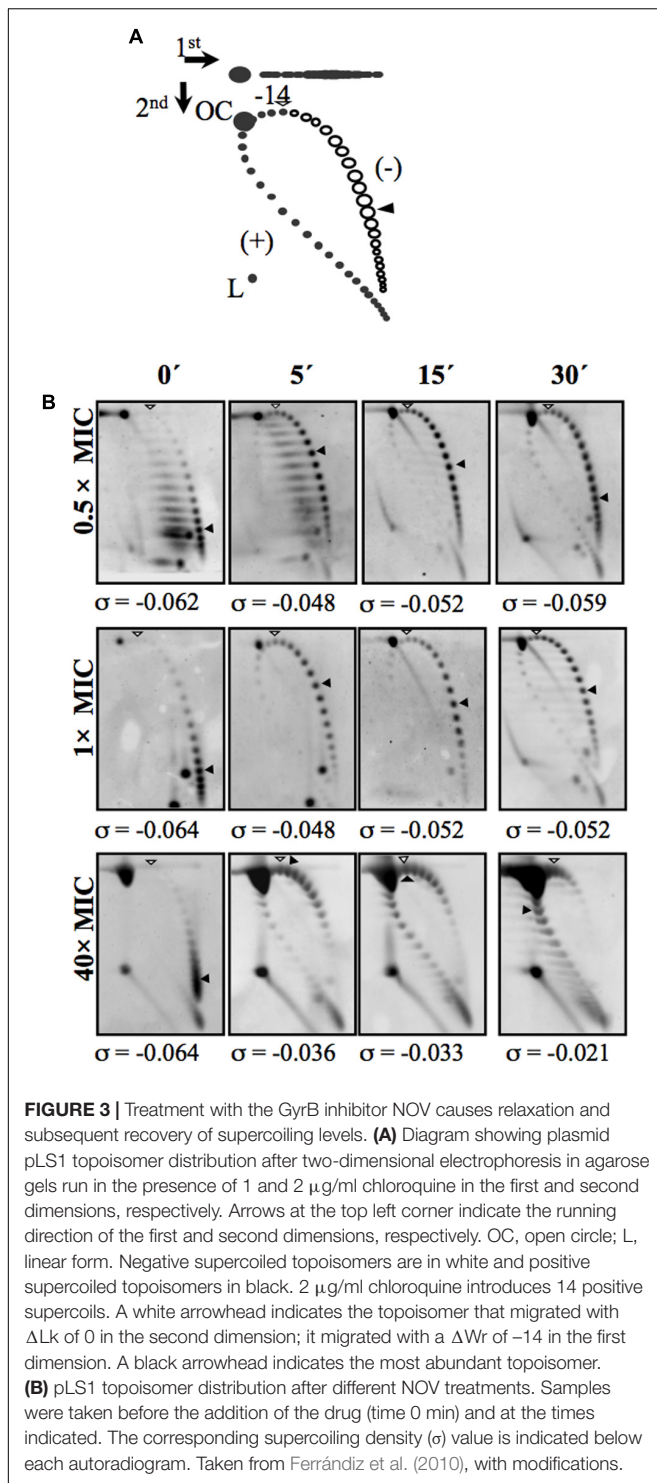 A
1st
2nd
OC
-14
(-)
(+)
L
0´ 5´ 15´ 30´
B
0.5 × MIC
σ = -0.062 σ = -0.048 σ = -0.052 σ = -0.059
1× MIC
σ = -0.064 σ = -0.048 σ = -0.052 σ = -0.052
40× MIC
σ = -0.064 σ = -0.036 σ = -0.033 σ = -0.021
FIGURE 3 | Treatment with the GyrB inhibitor NOV causes relaxation and
subsequent recovery of supercoiling levels. (A) Diagram showing plasmid
pLS1 topoisomer distribution after two-dimensional electrophoresis in agarose
gels run in the presence of 1 and 2 μg/ml chloroquine in the first and second
dimensions, respectively. Arrows at the top left corner indicate the running
direction of the first and second dimensions, respectively. OC, open circle; L,
linear form. Negative supercoiled topoisomers are in white and positive
supercoiled topoisomers in black. 2 μg/ml chloroquine introduces 14 positive
supercoils. A white arrowhead indicates the topoisomer that migrated with
ΔLk of 0 in the second dimension; it migrated with a ΔWr of –14 in the first
dimension. A black arrowhead indicates the most abundant topoisomer.
(B) pLS1 topoisomer distribution after different NOV treatments. Samples
were taken before the addition of the drug (time 0 min) and at the times
indicated. The corresponding supercoiling density (σ) value is indicated below
each autoradiogram. Taken from Ferrándiz et al. (2010), with modifications.